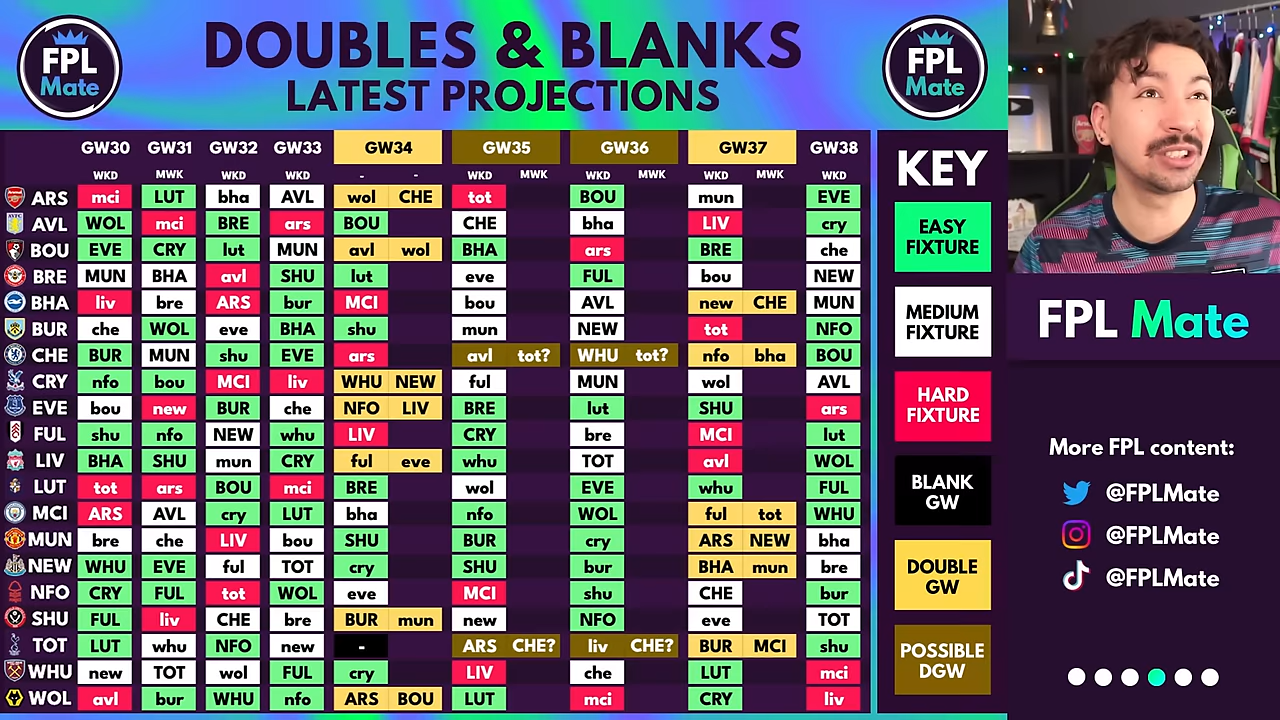 FPL
Mate
DOUBLES & BLANKS
LATEST PROJECTIONS
FPL
Mate
GW30 GW31 GW32 GW33 GW34 GW35 GW36 GW37 GW38
WKD MWK WKD WKD - - WKD MWK WKD MWK WKD MWK WKD
ARS mci LUT bha AVL wol CHE tot BOU mun EVE
AVL WOL mci BRE ars BOU CHE bha LIV cry
BOU EVE CRY lut MUN avl wol BHA ars BRE che
BRE MUN BHA avl SHU lut eve FUL bou NEW
BHA liv bre ARS bur MCI bou AVL new CHE MUN
BUR che WOL eve BHA shu mun NEW tot NFO
CHE BUR MUN shu EVE ars avl tot? WHU tot? nfo bha BOU
CRY nfo bou MCI liv WHU NEW ful MUN wol AVL
EVE bou new BUR che NFO LIV BRE lut SHU ars
FUL shu nfo NEW whu LIV CRY bre MCI lut
LIV BHA SHU mun CRY ful eve whu TOT avl WOL
LUT tot ars BOU mci BRE wol EVE whu FUL
MCI ARS AVL cry LUT bha nfo WOL ful tot WHU
MUN bre che LIV bou SHU BUR cry ARS NEW bha
NEW WHU EVE ful TOT cry SHU bur BHA mun bre
NFO CRY FUL tot WOL eve MCI shu CHE bur
SHU FUL liv CHE bre BUR mun new NFO eve TOT
TOT LUT whu NFO new - ARS CHE? liv CHE? BUR MCI shu
WHU new TOT wol FUL cry LIV che LUT mci
WOL avl bur WHU nfo ARS BOU LUT mci CRY liv
KEY
EASY
FIXTURE
MEDIUM
FIXTURE
HARD
FIXTURE
BLANK
GW
DOUBLE
GW
POSSIBLE
DGW
FPL Mate
More FPL content:
@FPLMate
@FPLMate
@FPLMate